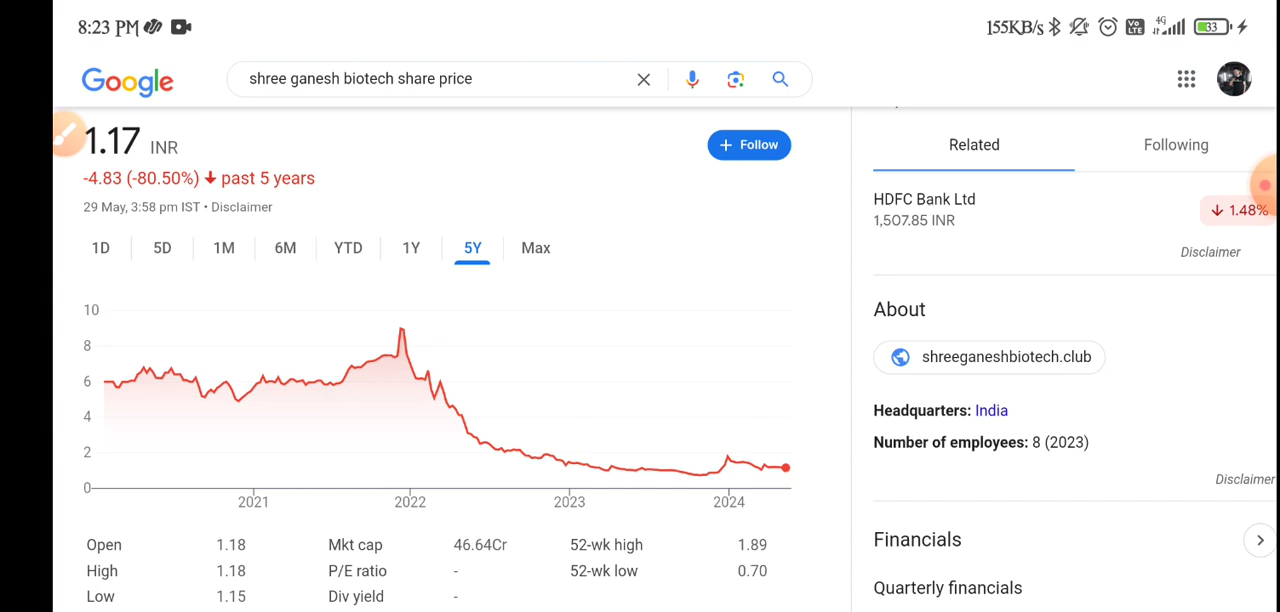 8:23 PM
155KB/s Vo LTE 4G 33
Google
shree ganesh biotech share price
1.17 INR
+ Follow
-4.83 (-80.50%) ↓ past 5 years
29 May, 3:58 pm IST • Disclaimer
1D 5D 1M 6M YTD 1Y 5Y Max
10
8
6
4
2
0
2021 2022 2023 2024
Open 1.18 Mkt cap 46.64Cr 52-wk high 1.89
High 1.18 P/E ratio - 52-wk low 0.70
Low 1.15 Div yield -
Related Following
HDFC Bank Ltd
1,507.85 INR
↓ 1.48%
Disclaimer
About
shreeganeshbiotech.club
Headquarters: India
Number of employees: 8 (2023)
Disclaimer
Financials
Quarterly financials